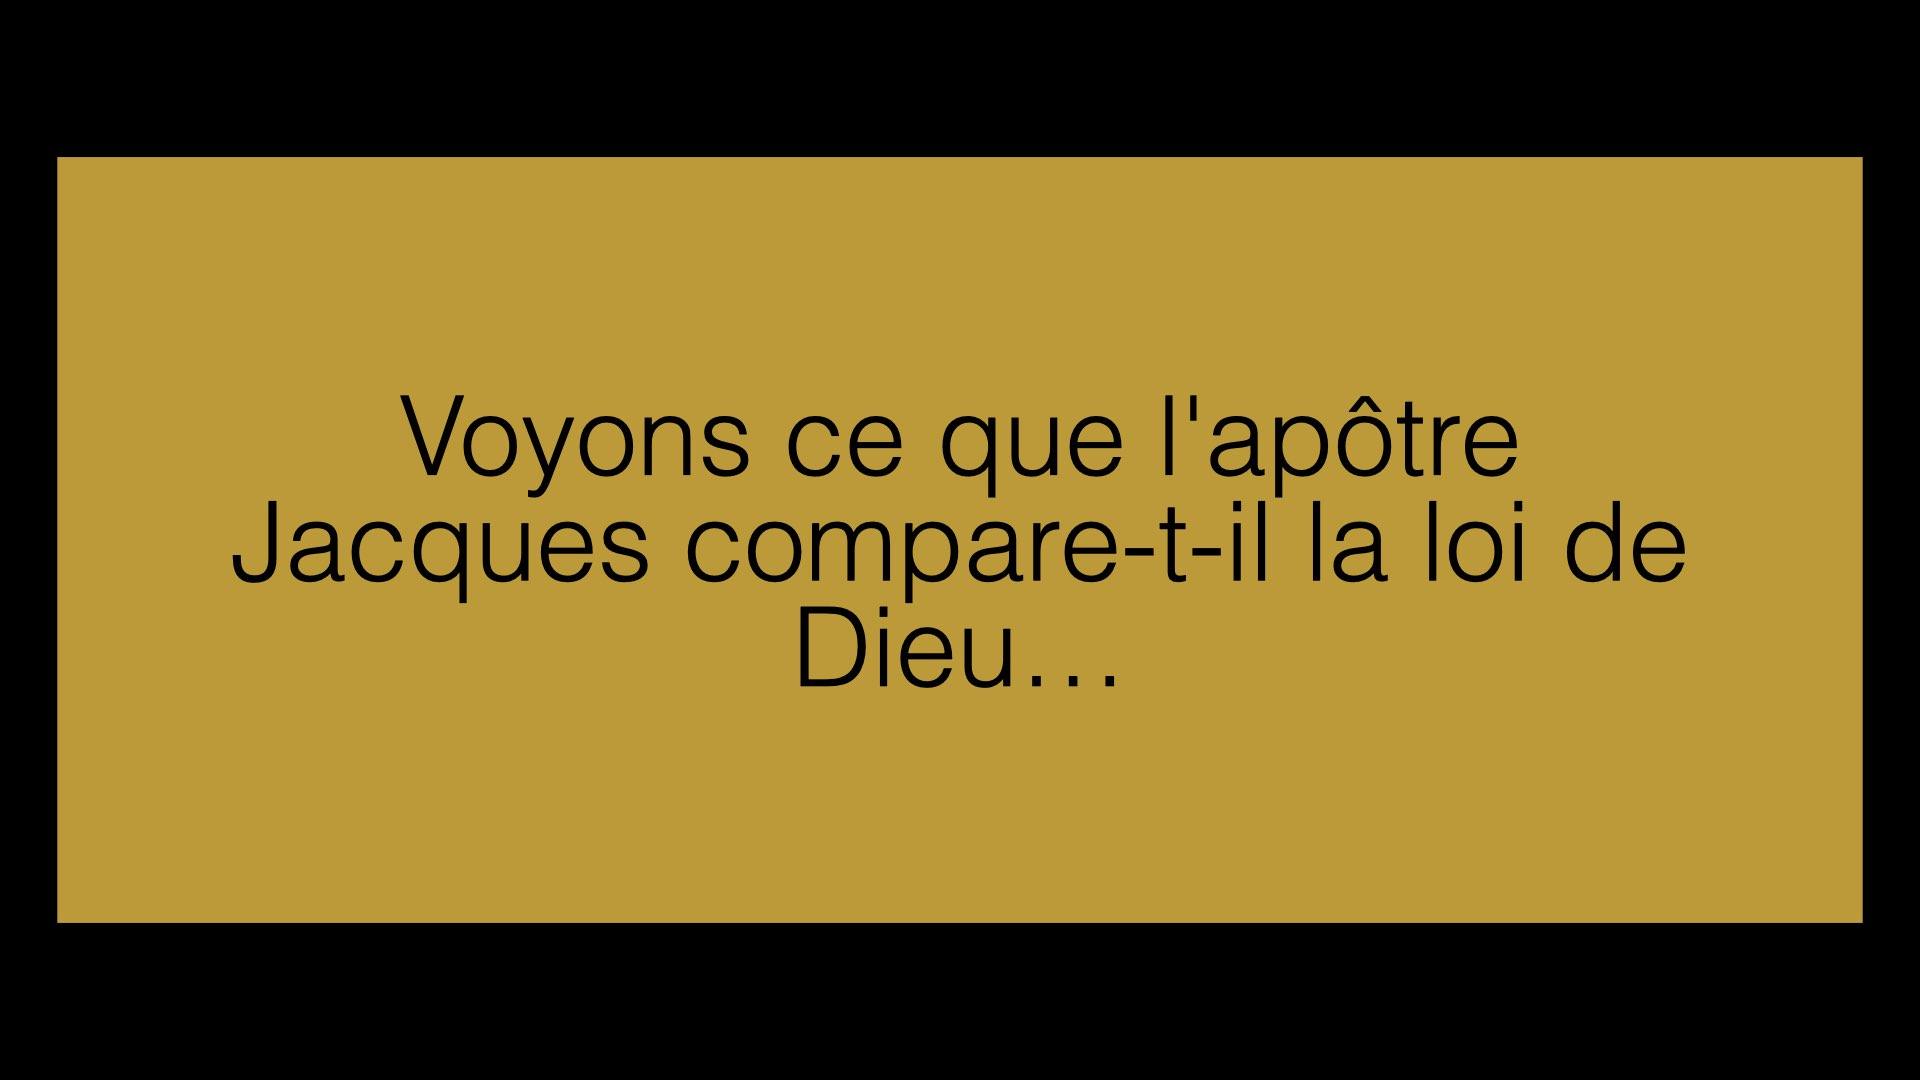 Voyons ce que l'apôtre
Jacques compare-t-il la loi de
Dieu…